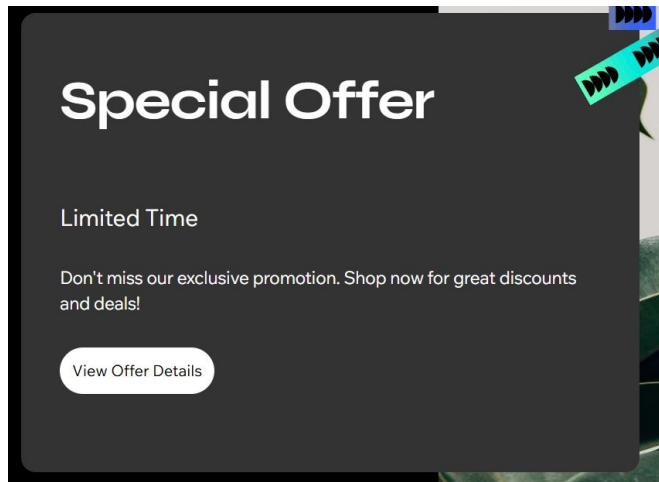 Special Offer
Limited Time
Don't miss our exclusive promotion. Shop now for great discounts
and deals!
View Offer Details